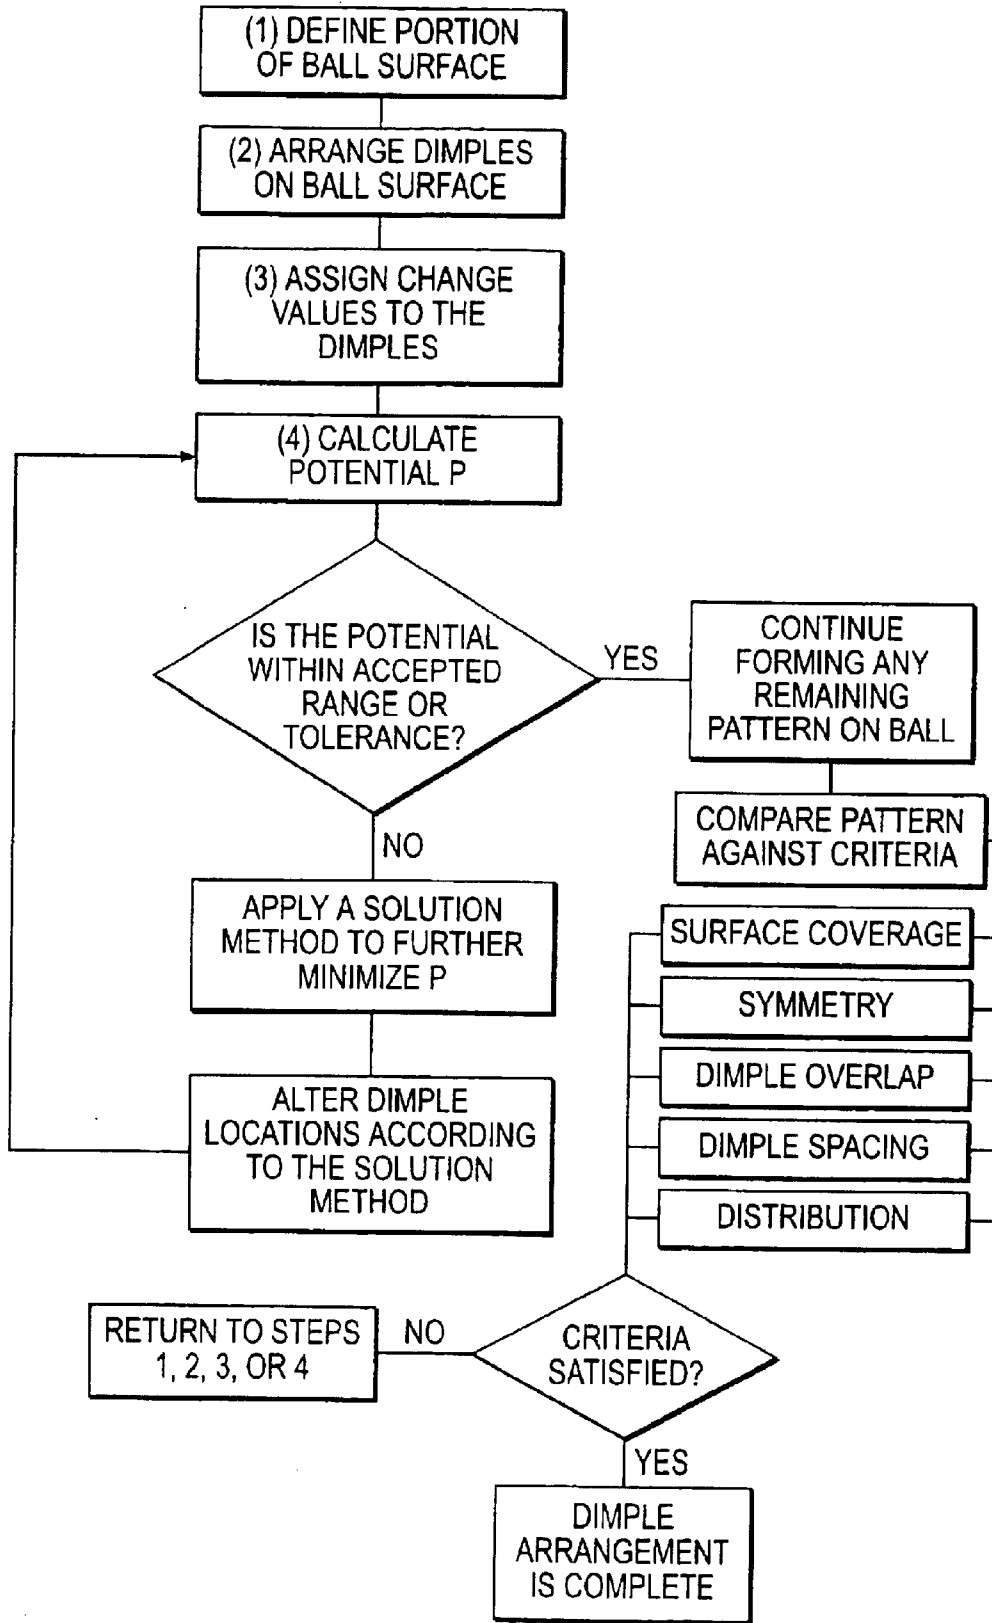 (1) DEFINE PORTION
OF BALL SURFACE
(2) ARRANGE DIMPLES
ON BALL SURFACE
(3) ASSIGN CHANGE
VALUES TO THE
DIMPLES
(4) CALCULATE
POTENTIAL P
IS THE POTENTIAL
WITHIN ACCEPTED
RANGE OR
TOLERANCE?
YES
CONTINUE
FORMING ANY
REMAINING
PATTERN ON BALL
COMPARE PATTERN
AGAINST CRITERIA
NO
APPLY A SOLUTION
METHOD TO FURTHER
MINIMIZE P
ALTER DIMPLE
LOCATIONS ACCORDING
TO THE SOLUTION
METHOD
SURFACE COVERAGE
SYMMETRY
DIMPLE OVERLAP
DIMPLE SPACING
DISTRIBUTION
CRITERIA
SATISFIED?
NO
RETURN TO STEPS
1, 2, 3, OR 4
YES
DIMPLE
ARRANGEMENT
IS COMPLETE